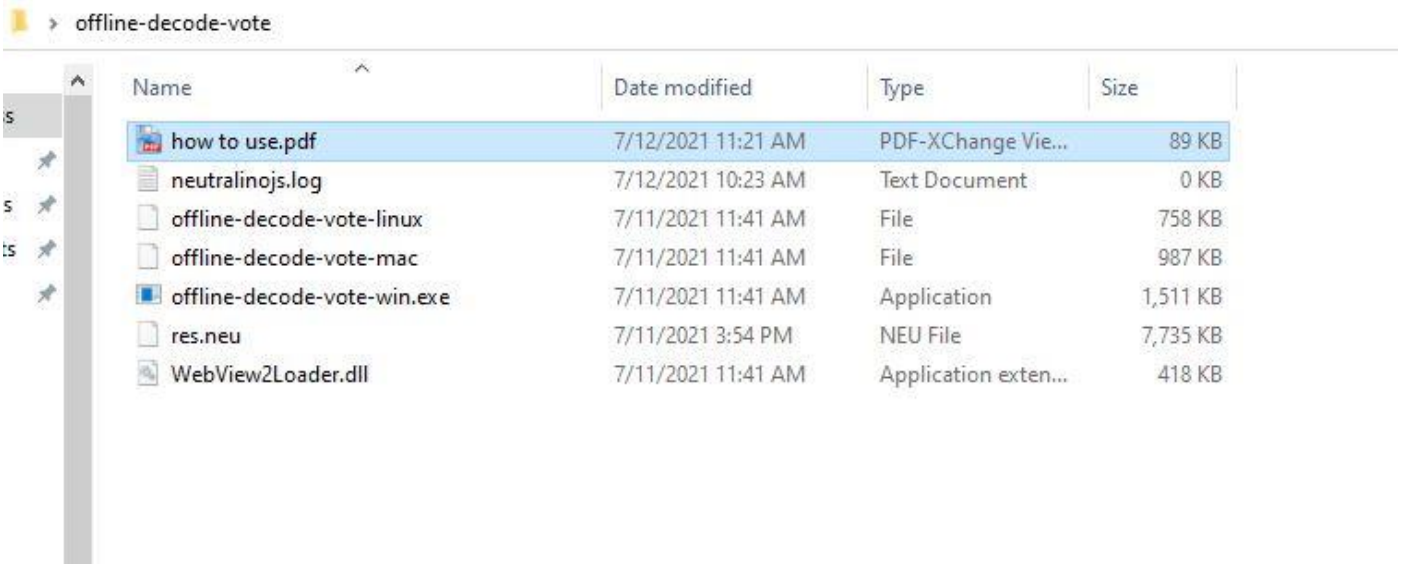 > offline-decode-vote
Name Date modified Type Size
how to use.pdf 7/12/2021 11:21 AM PDF-XChange Vie... 89 KB
neutralinojs.log 7/12/2021 10:23 AM Text Document 0 KB
offline-decode-vote-linux 7/11/2021 11:41 AM File 758 KB
offline-decode-vote-mac 7/11/2021 11:41 AM File 987 KB
offline-decode-vote-win.exe 7/11/2021 11:41 AM Application 1,511 KB
res.neu 7/11/2021 3:54 PM NEU File 7,735 KB
WebView2Loader.dll 7/11/2021 11:41 AM Application exten... 418 KB